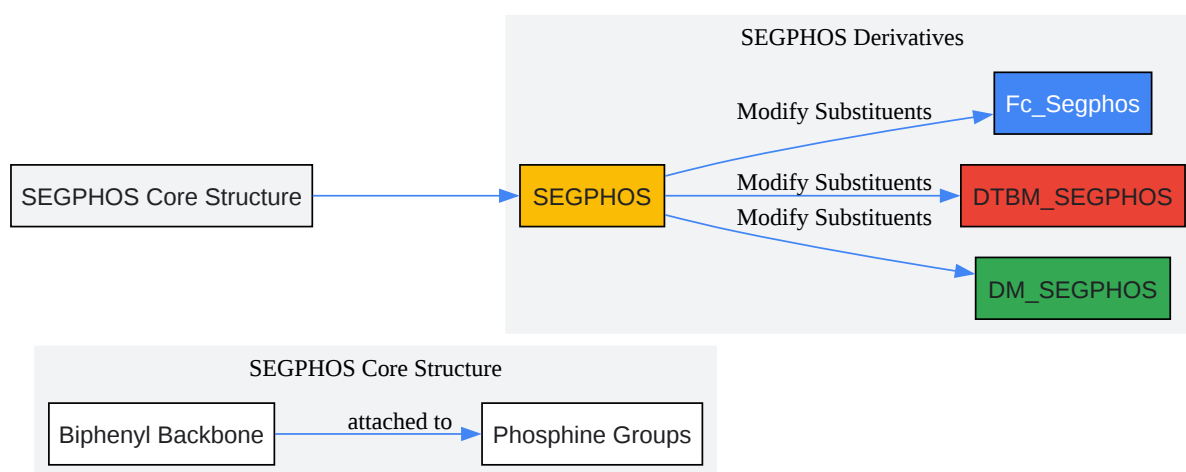 SEGPHOS Derivatives
Modify Substituents
Fc_Segphos
SEGPHOS Core Structure
SEGPHOS
Modify Substituents
DTBM_SEGPHOS
Modify Substituents
DM_SEGPHOS
SEGPHOS Core Structure
Biphenyl Backbone
attached to
Phosphine Groups